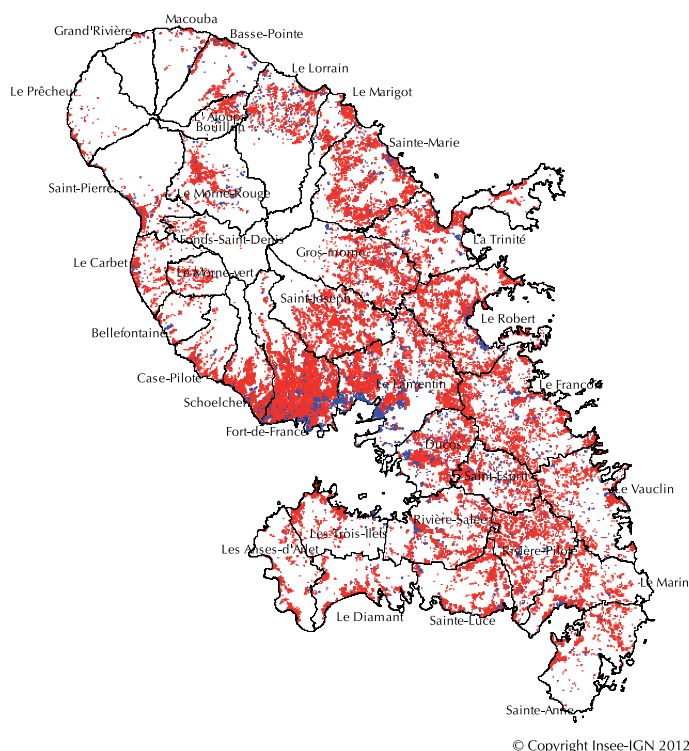 Macouba
Grand'Rivière
Basse-Pointe
Le Lorrain
Le Prêcheur
Le Marigot
L'Ajoupa
Bouillon
Sainte-Marie
Saint-Pierre
Le Morne-Rouge
La Trinité
Fonds-Saint-Denis
Gros-morne
Le Carbet
Le Morne-vert
Saint-Joseph
Le Robert
Bellefontaine
Case-Pilote
Le Lamentin
Le François
Schoelcher
Fort-de-France
Ducos
Saint-Esprit
Le Vauclin
Rivière-Salée
Les Trois-Ilets
Les Anses-d'Arlet
Rivière-Pilote
Le Marin
Le Diamant
Sainte-Luce
Sainte-Anne
© Copyright Insee-IGN 2012